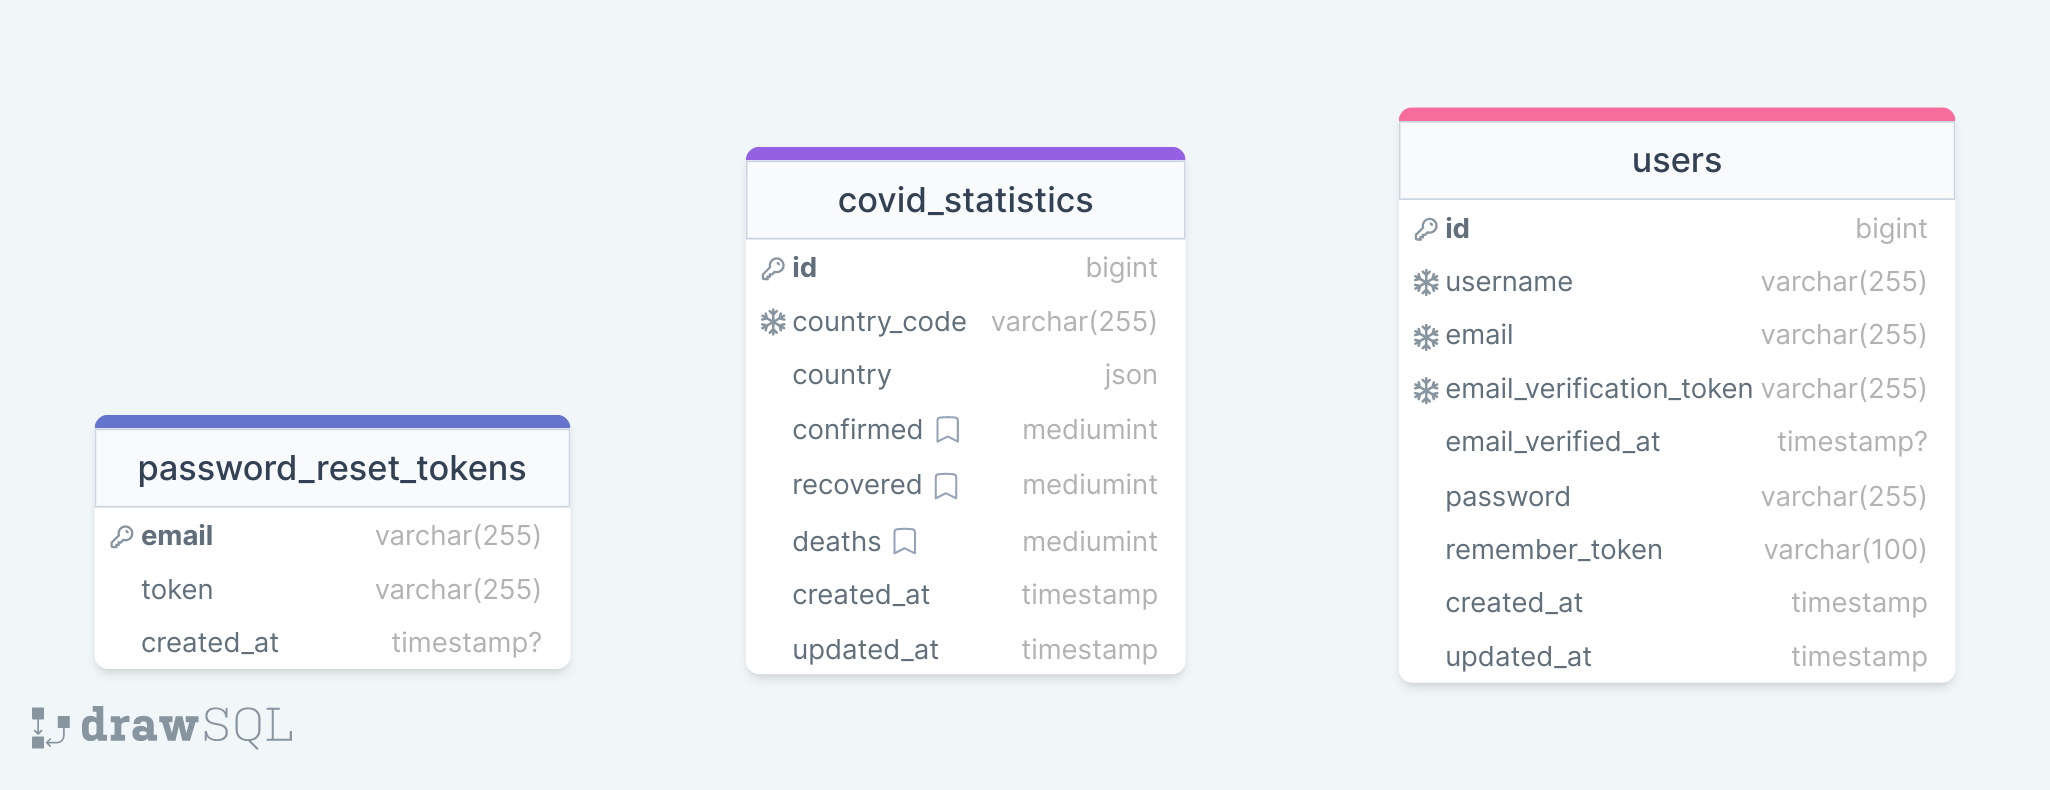 password_reset_tokens
email varchar(255)
token varchar(255)
created_at timestamp?
covid_statistics
id bigint
country_code varchar(255)
country json
confirmed mediumint
recovered mediumint
deaths mediumint
created_at timestamp
updated_at timestamp
users
id bigint
username varchar(255)
email varchar(255)
email_verification_token varchar(255)
email_verified_at timestamp?
password varchar(255)
remember_token varchar(100)
created_at timestamp
updated_at timestamp
drawSQL